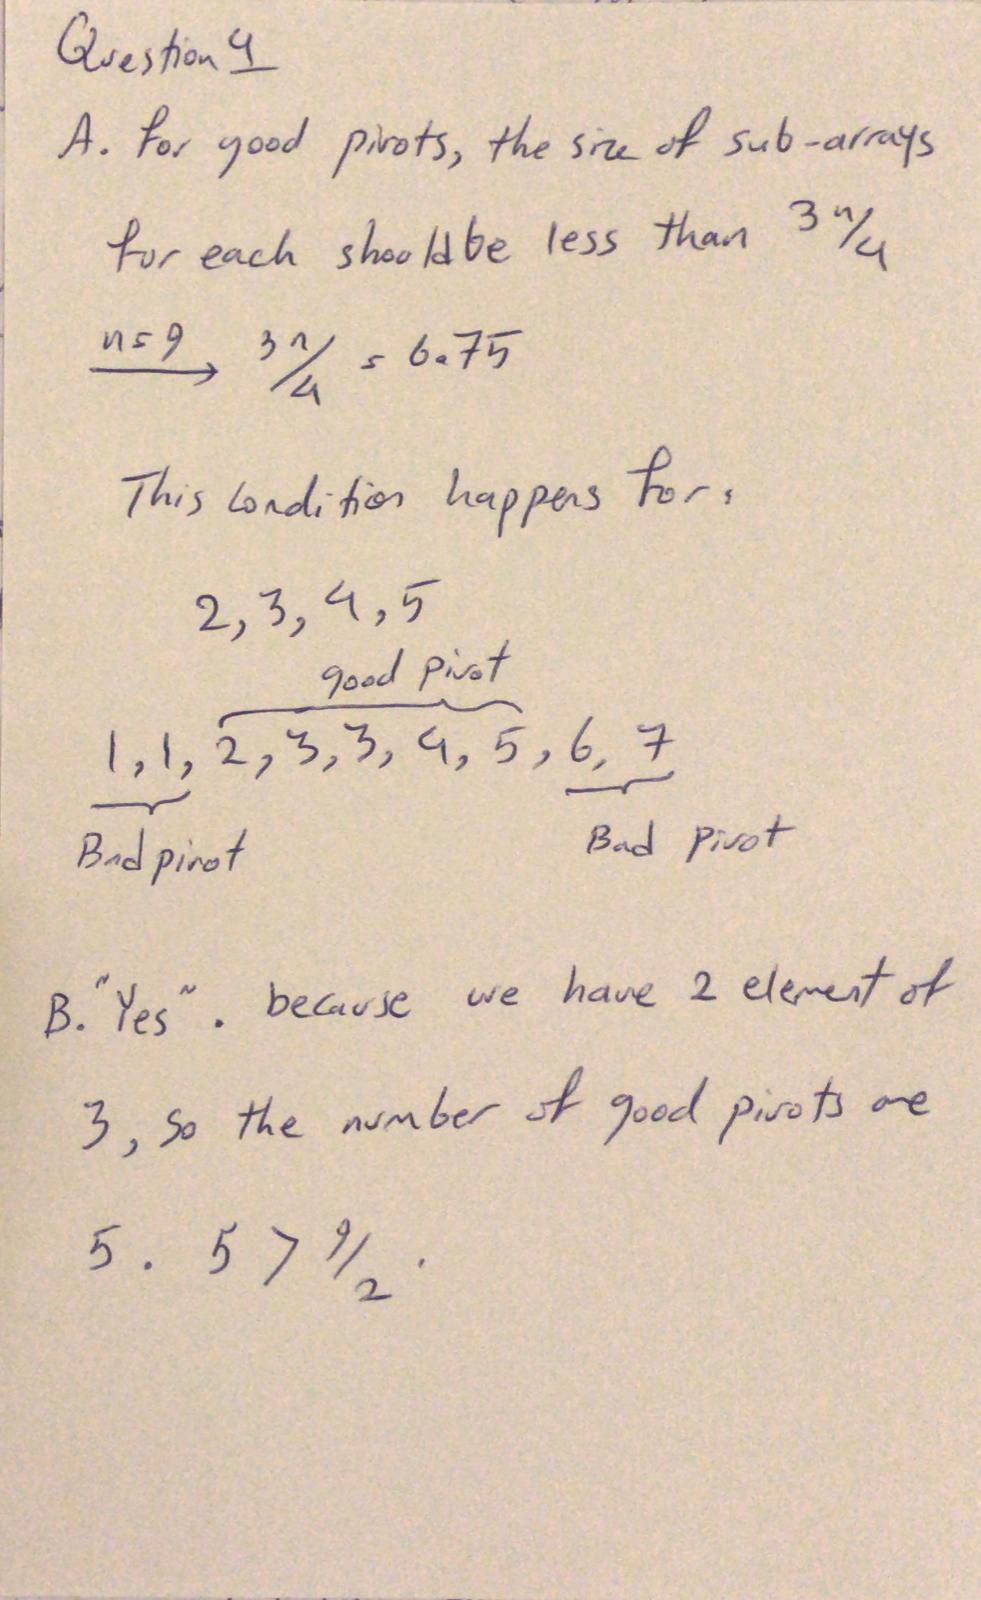 Question 4
A. For good pivots, the size of sub-arrays
for each should be less than 3n/4
n=9 → 3n/4 = 6.75
This condition happens for:
2, 3, 4, 5
good pivot
1, 1, 2, 3, 3, 4, 5, 6, 7
Bad pivot Bad pivot
B. "Yes". because we have 2 element of
3, so the number of good pivots are
5. 5 > 9/2.